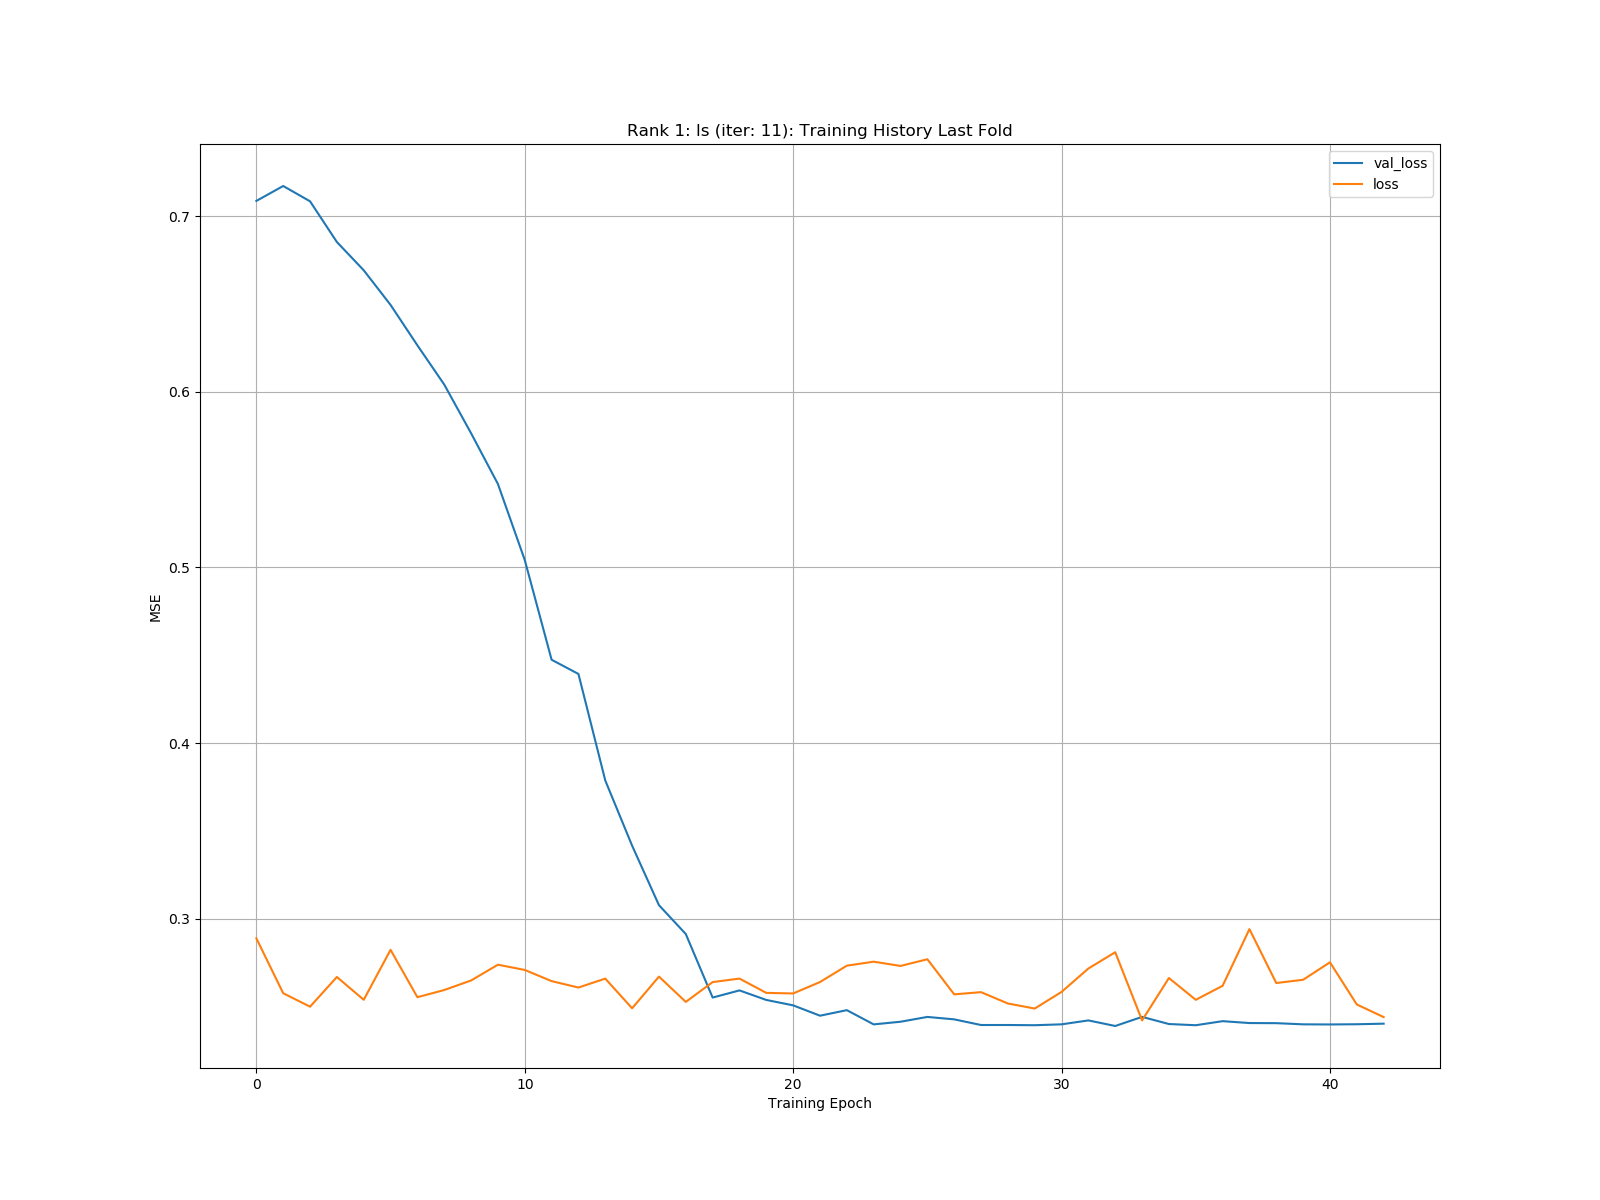 Rank 1: ls (iter: 11): Training History Last Fold
val_loss
loss
0.7
0.6
0.5
0.4
0.3
MSE
0 10 20 30 40
Training Epoch